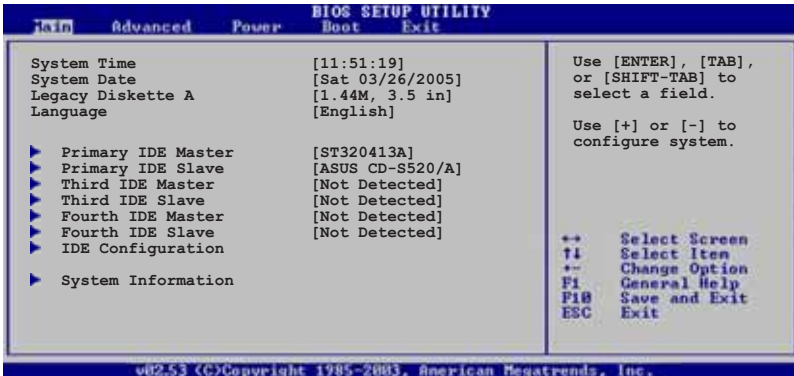 BIOS SETUP UTILITY
Main Advanced Power Boot Exit
System Time [11:51:19]
System Date [Sat 03/26/2005]
Legacy Diskette A [1.44M, 3.5 in]
Language [English]
Primary IDE Master [ST320413A]
Primary IDE Slave [ASUS CD-S520/A]
Third IDE Master [Not Detected]
Third IDE Slave [Not Detected]
Fourth IDE Master [Not Detected]
Fourth IDE Slave [Not Detected]
IDE Configuration
System Information
Use [ENTER], [TAB],
or [SHIFT-TAB] to
select a field.
Use [+] or [-] to
configure system.
↔ Select Screen
↑↓ Select Item
+- Change Option
F1 General Help
F10 Save and Exit
ESC Exit
v02.53 (C)Copyright 1985-2003, American Megatrends, Inc.